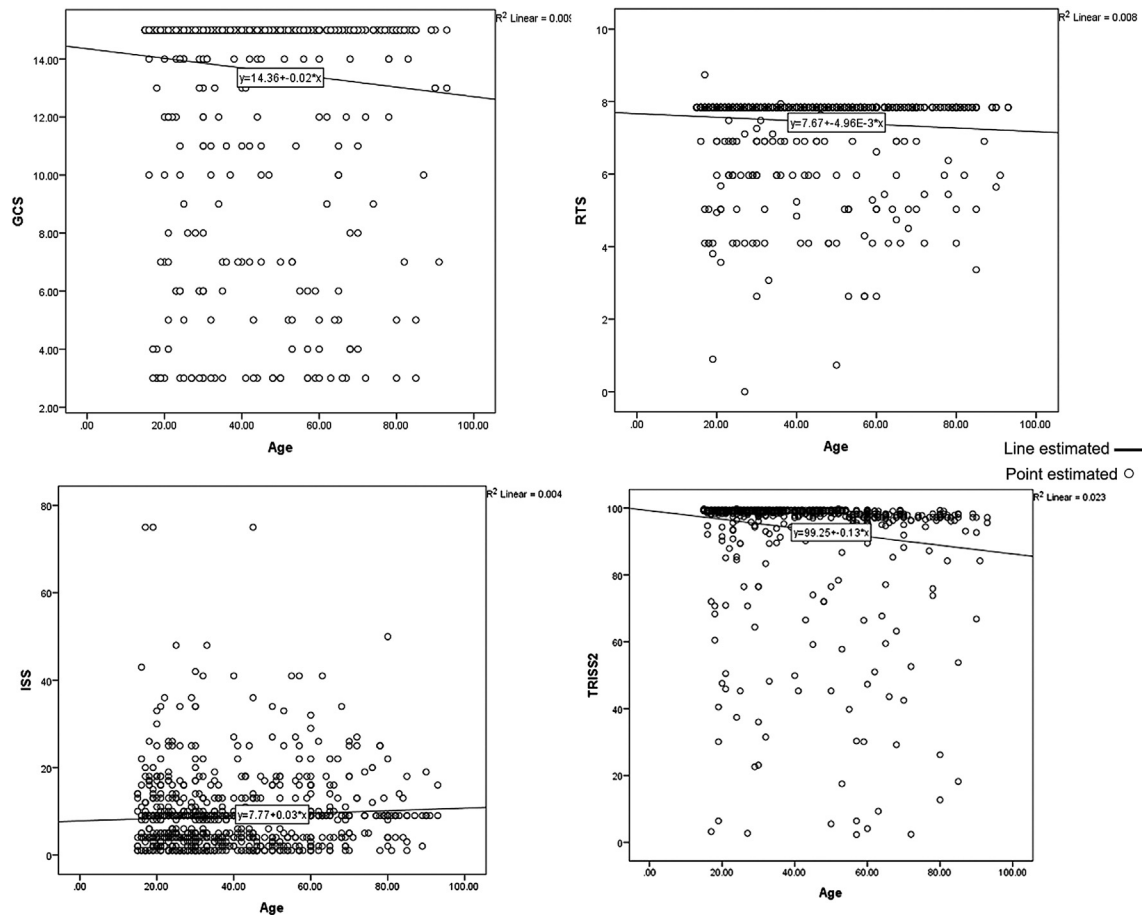 R² Linear = 0.009
14.00
12.00
10.00
8.00
6.00
4.00
2.00
GCS
y=14.36+-0.02*x
.00 20.00 40.00 60.00 80.00 100.00
Age
R² Linear = 0.008
10
8
6
4
2
0
RTS
y=7.67+-4.96E-3*x
.00 20.00 40.00 60.00 80.00 100.00
Age
Line estimated
Point estimated
R² Linear = 0.004
80
60
40
20
0
ISS
y=7.77+0.03*x
.00 20.00 40.00 60.00 80.00 100.00
Age
R² Linear = 0.023
100
80
60
40
20
0
TRISS2
y=99.25+-0.13*x
.00 20.00 40.00 60.00 80.00 100.00
Age